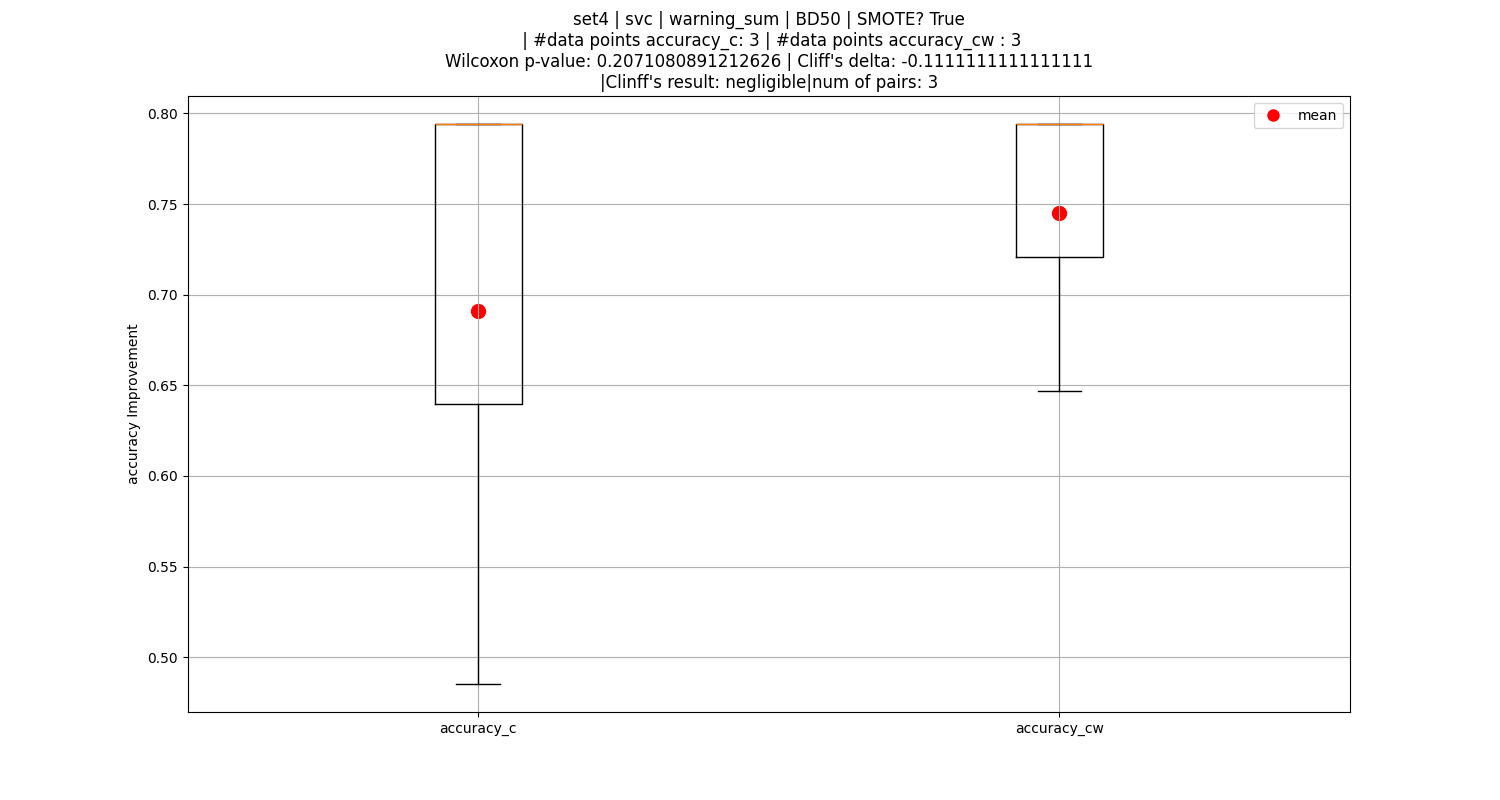 set4 | svc | warning_sum | BD50 | SMOTE? True
| #data points accuracy_c: 3 | #data points accuracy_cw : 3
Wilcoxon p-value: 0.2071080891212626 | Cliff's delta: -0.1111111111111111
|Clinff's result: negligible|num of pairs: 3
mean
accuracy Improvement
0.80
0.75
0.70
0.65
0.60
0.55
0.50
accuracy_c
accuracy_cw